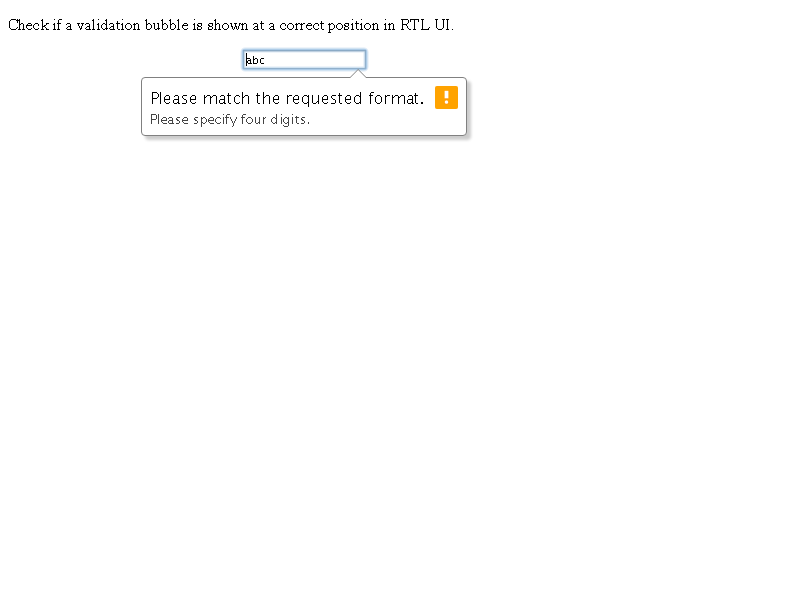 Check if a validation bubble is shown at a correct position in RTL UI.
abc
Please match the requested format.
Please specify four digits.